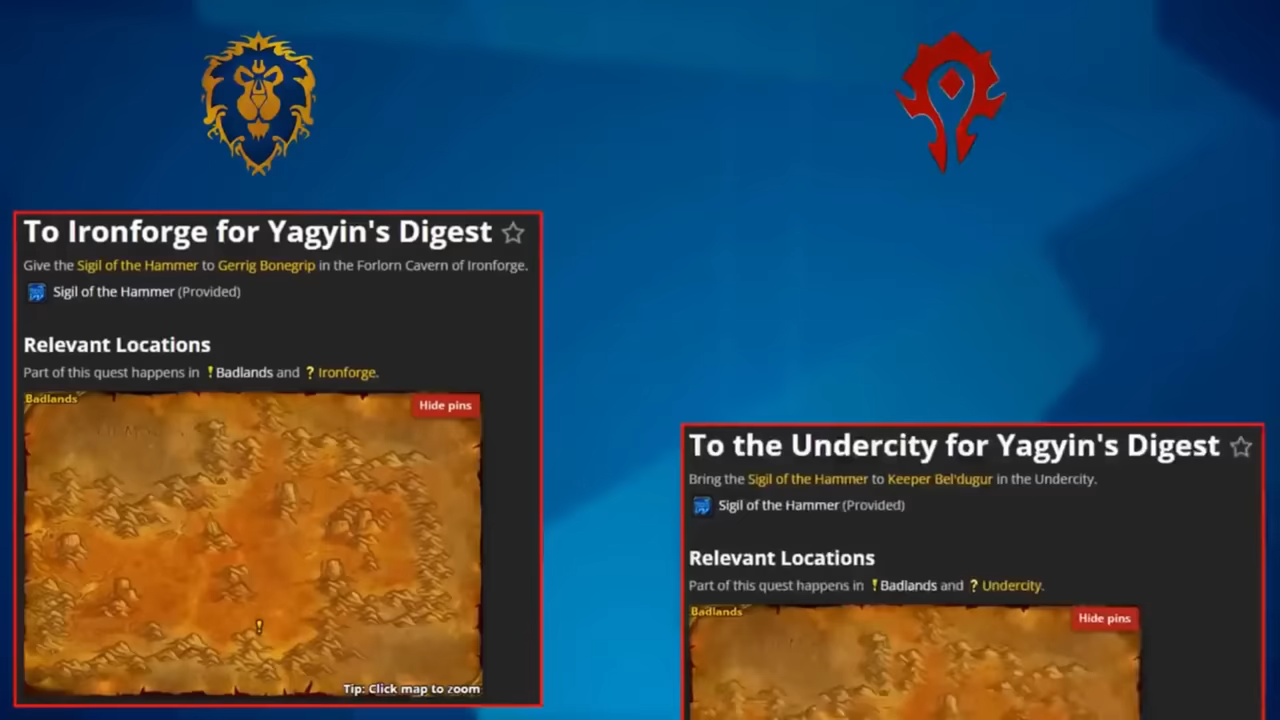 To Ironforge for Yagyin's Digest
Give the Sigil of the Hammer to Gerrig Bonegrip in the Forlorn Cavern of Ironforge.
Sigil of the Hammer (Provided)
Relevant Locations
Part of this quest happens in ! Badlands and ? Ironforge.
Badlands
Hide pins
!
Tip: Click map to zoom
To the Undercity for Yagyin's Digest
Bring the Sigil of the Hammer to Keeper Bel'dugur in the Undercity.
Sigil of the Hammer (Provided)
Relevant Locations
Part of this quest happens in ! Badlands and ? Undercity.
Badlands
Hide pins